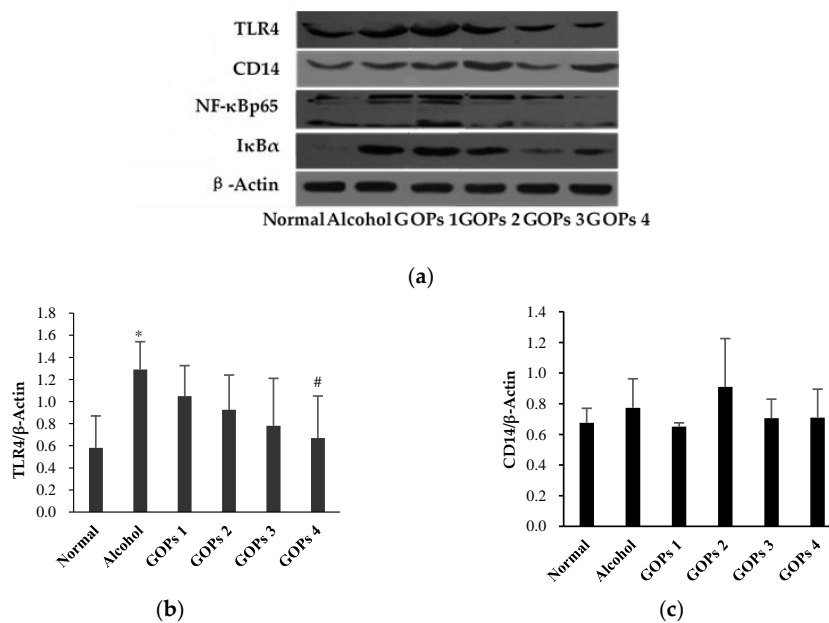 TLR4
CD14
NF-κBp65
IκBα
β-Actin
Normal Alcohol GOPs 1 GOPs 2 GOPs 3 GOPs 4
(a)
TLR4/β-Actin
1.8
1.6
1.4
1.2
1.0
0.8
0.6
0.4
0.2
0.0
*
#
Normal
Alcohol
GOPs 1
GOPs 2
GOPs 3
GOPs 4
(b)
CD14/β-Actin
1.4
1.2
1.0
0.8
0.6
0.4
0.2
0.0
Normal
Alcohol
GOPs 1
GOPs 2
GOPs 3
GOPs 4
(c)